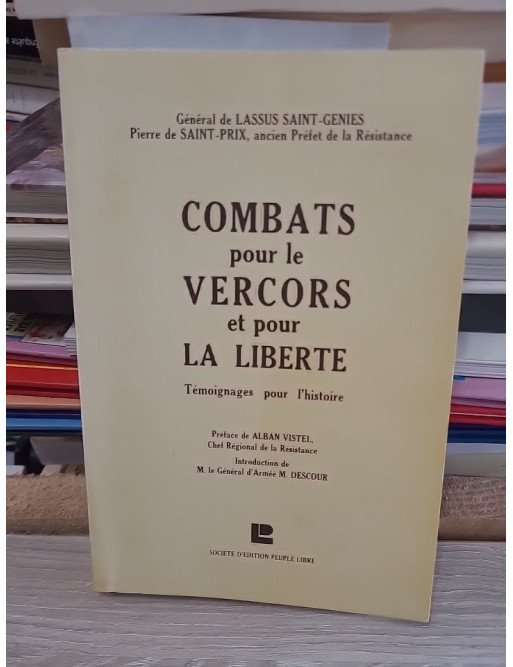 Général de LASSUS SAINT-GENIES
Pierre de SAINT-PRIX, ancien Préfet de la Résistance
COMBATS
pour le
VERCORS
et pour
LA LIBERTE
Témoignages pour l'histoire
Préface de ALBAN VISTEL,
Chef Régional de la Résistance
Introduction de
M. le Général d'Armée M. DESCOUR
SOCIETE D'EDITION PEUPLE LIBRE